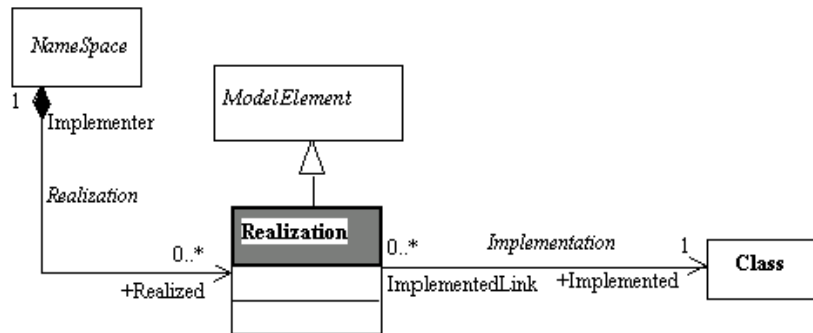 NameSpace
1
Implementer
ModelElement
Realization
0..*
+Realized
Realization
0..*
Implementation
1
ImplementedLink
+Implemented
Class